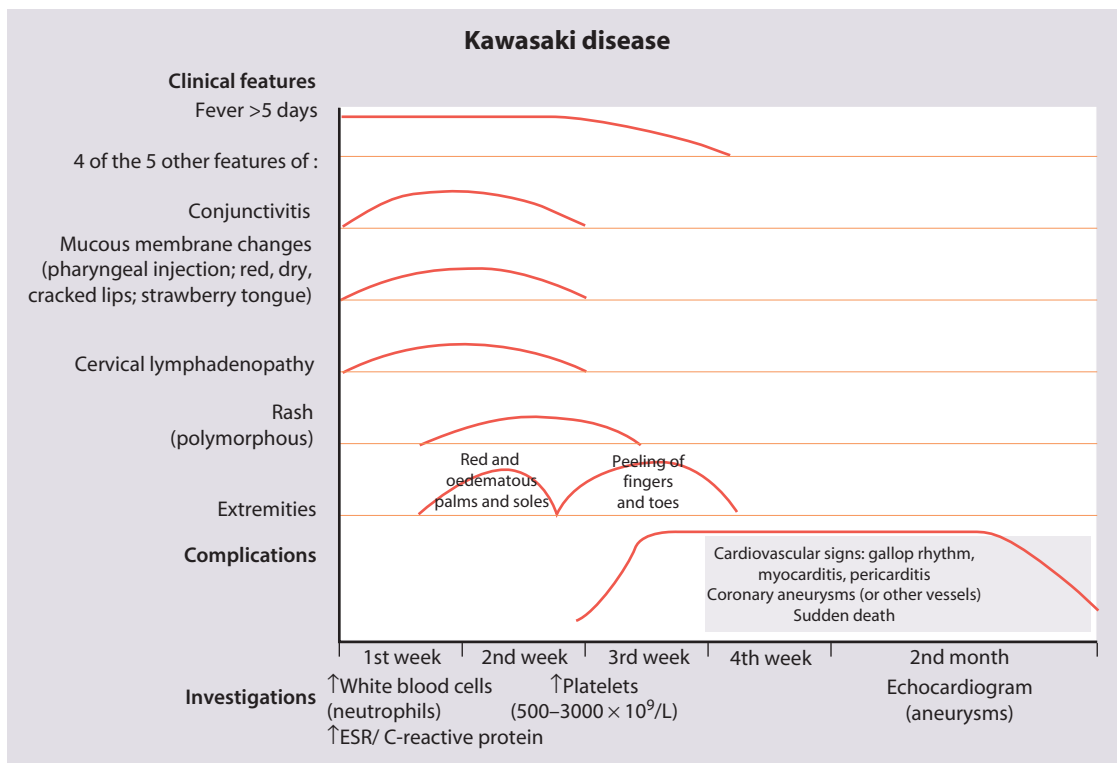 Kawasaki disease
Clinical features
Fever >5 days
4 of the 5 other features of :
Conjunctivitis
Mucous membrane changes
(pharyngeal injection; red, dry,
cracked lips; strawberry tongue)
Cervical lymphadenopathy
Rash
(polymorphous)
Red and
oedematous
palms and soles
Peeling of
fingers
and toes
Extremities
Complications
Cardiovascular signs: gallop rhythm,
myocarditis, pericarditis
Coronary aneurysms (or other vessels)
Sudden death
1st week
2nd week
3rd week
4th week
2nd month
Investigations
↑White blood cells
(neutrophils)
↑ESR/ C-reactive protein
↑Platelets
(500–3000 × 10⁹/L)
Echocardiogram
(aneurysms)